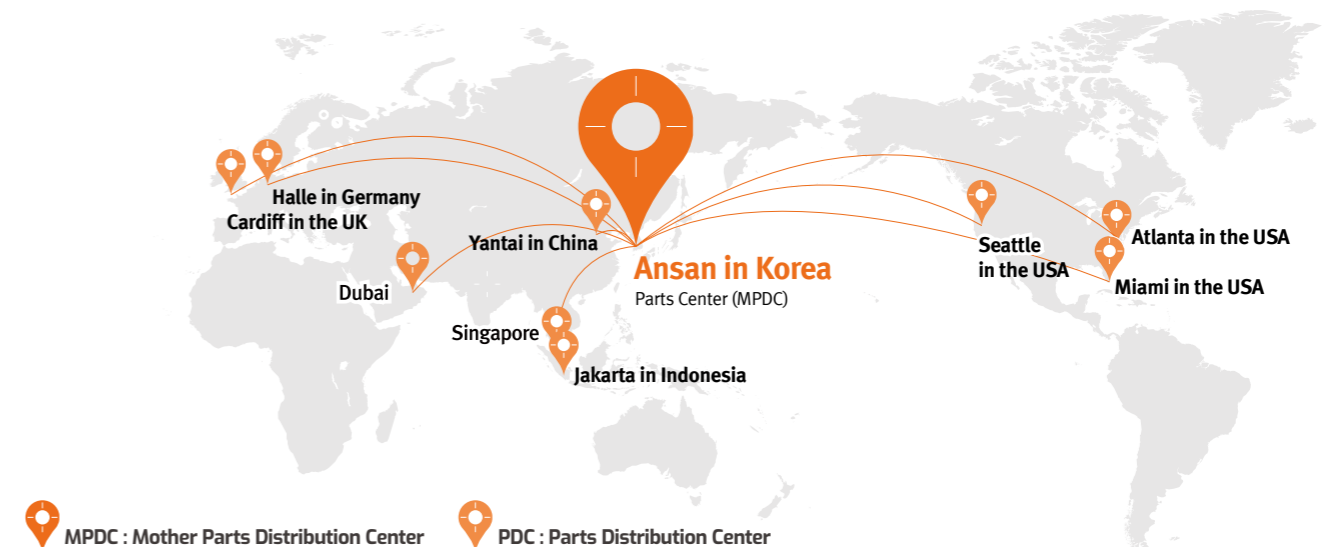 Halle in Germany
Cardiff in the UK
Yantai in China
Dubai
Singapore
Jakarta in Indonesia
Ansan in Korea
Parts Center (MPDC)
Seattle
in the USA
Atlanta in the USA
Miami in the USA
MPDC : Mother Parts Distribution Center
PDC : Parts Distribution Center